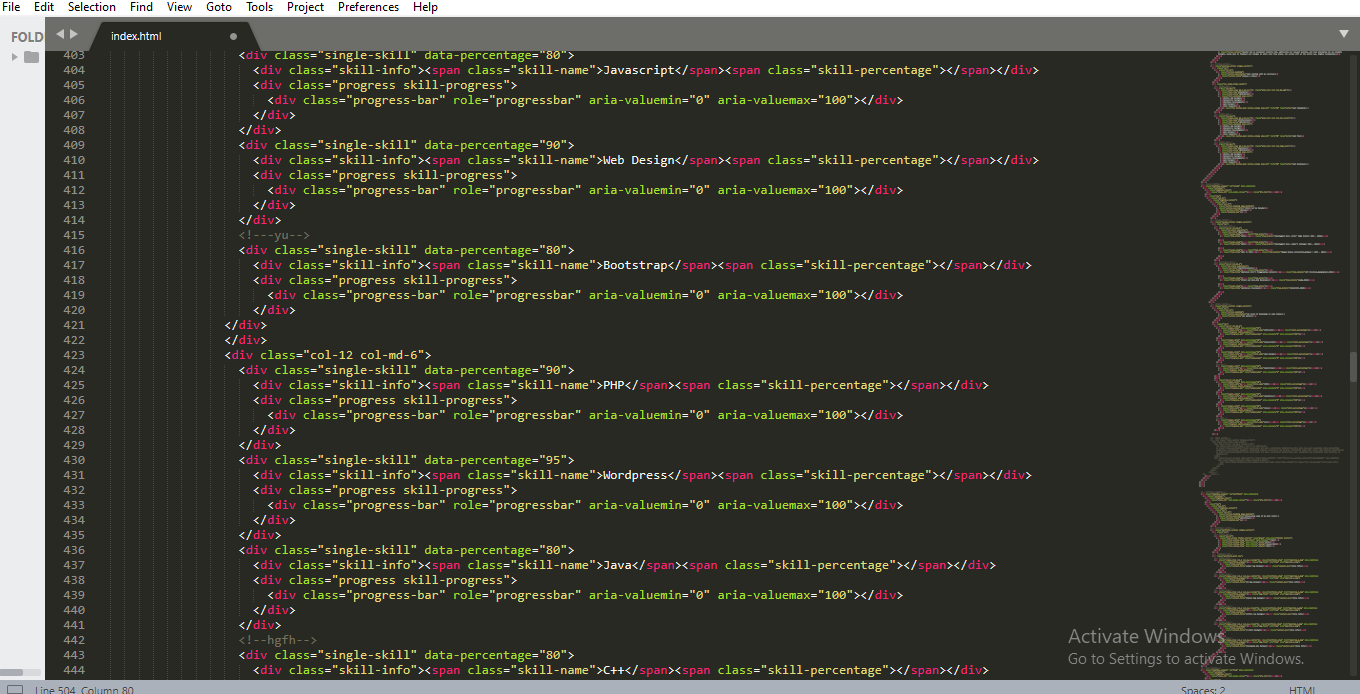 File Edit Selection Find View Goto Tools Project Preferences Help
FOLD
index.html
403 <div class="single-skill" data-percentage="80">
404 <div class="skill-info"><span class="skill-name">Javascript</span><span class="skill-percentage"></span></div>
405 <div class="progress skill-progress">
406 <div class="progress-bar" role="progressbar" aria-valuemin="0" aria-valuemax="100"></div>
407 </div>
408 </div>
409 <div class="single-skill" data-percentage="90">
410 <div class="skill-info"><span class="skill-name">Web Design</span><span class="skill-percentage"></span></div>
411 <div class="progress skill-progress">
412 <div class="progress-bar" role="progressbar" aria-valuemin="0" aria-valuemax="100"></div>
413 </div>
414 </div>
415 <!---yu-->
416 <div class="single-skill" data-percentage="80">
417 <div class="skill-info"><span class="skill-name">Bootstrap</span><span class="skill-percentage"></span></div>
418 <div class="progress skill-progress">
419 <div class="progress-bar" role="progressbar" aria-valuemin="0" aria-valuemax="100"></div>
420 </div>
421 </div>
422 </div>
423 <div class="col-12 col-md-6">
424 <div class="single-skill" data-percentage="90">
425 <div class="skill-info"><span class="skill-name">PHP</span><span class="skill-percentage"></span></div>
426 <div class="progress skill-progress">
427 <div class="progress-bar" role="progressbar" aria-valuemin="0" aria-valuemax="100"></div>
428 </div>
429 </div>
430 <div class="single-skill" data-percentage="95">
431 <div class="skill-info"><span class="skill-name">Wordpress</span><span class="skill-percentage"></span></div>
432 <div class="progress skill-progress">
433 <div class="progress-bar" role="progressbar" aria-valuemin="0" aria-valuemax="100"></div>
434 </div>
435 </div>
436 <div class="single-skill" data-percentage="80">
437 <div class="skill-info"><span class="skill-name">Java</span><span class="skill-percentage"></span></div>
438 <div class="progress skill-progress">
439 <div class="progress-bar" role="progressbar" aria-valuemin="0" aria-valuemax="100"></div>
440 </div>
441 </div>
442 <!--hgfh-->
443 <div class="single-skill" data-percentage="80">
444 <div class="skill-info"><span class="skill-name">C++</span><span class="skill-percentage"></span></div>
Activate Windows
Go to Settings to activate Windows.
Line 504, Column 80 Spaces: 2 HTML